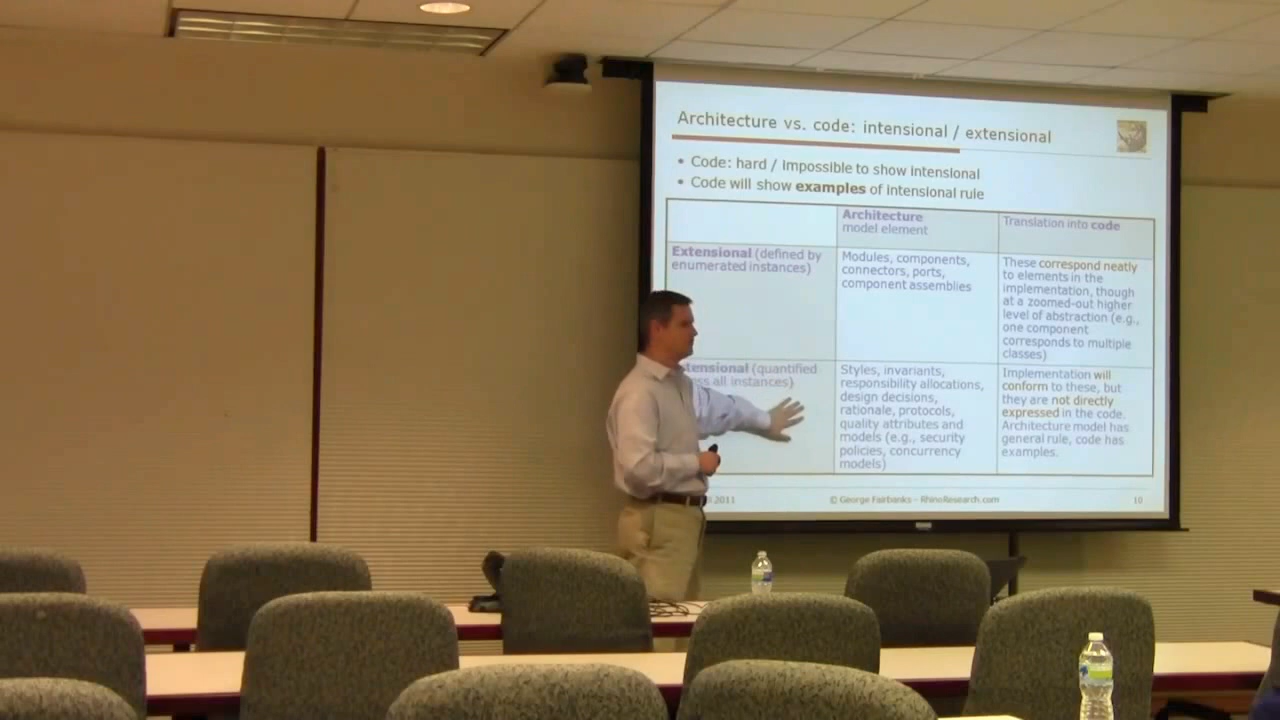 Architecture vs. code: intensional / extensional
• Code: hard / impossible to show intensional
• Code will show examples of intensional rule
Architecture
model element
Translation into code
Extensional (defined by
enumerated instances)
Modules, components,
connectors, ports,
component assemblies
These correspond neatly
to elements in the
implementation, though
at a zoomed-out higher
level of abstraction (e.g.,
one component
corresponds to multiple
classes)
(quantified
all instances)
Styles, invariants,
responsibility allocations,
design decisions,
rationale, protocols,
quality attributes and
models (e.g., security
policies, concurrency
models)
Implementation will
conform to these, but
they are not directly
expressed in the code.
Architecture model has
general rule, code has
examples.
2011
© George Fairbanks – RhinoResearch.com
10